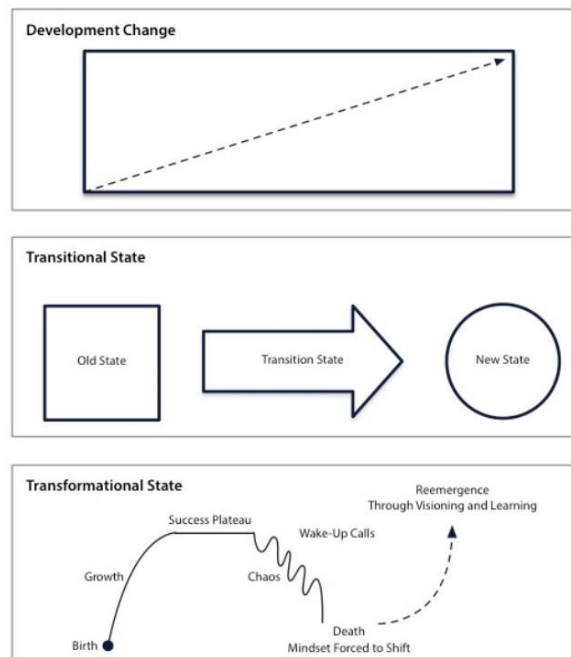 Development Change
Transitional State
Old State
Transition State
New State
Transformational State
Reemergence
Through Visioning and Learning
Success Plateau
Wake-Up Calls
Growth
Chaos
Death
Birth
Mindset Forced to Shift